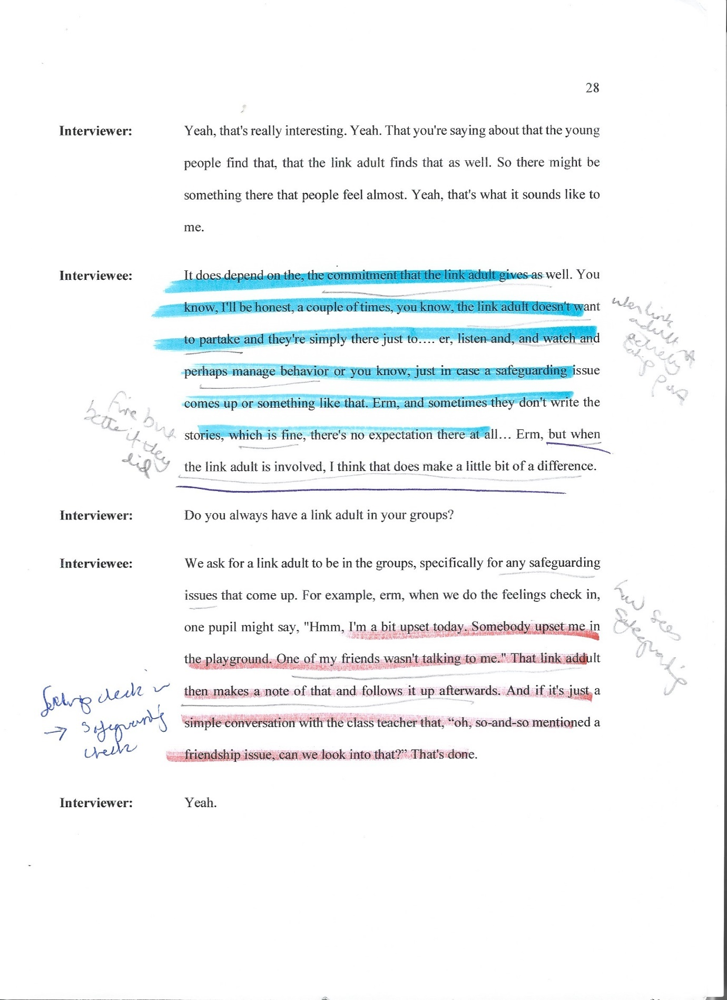 28
Interviewer: Yeah, that's really interesting. Yeah. That you're saying about that the young
people find that, that the link adult finds that as well. So there might be
something there that people feel almost. Yeah, that's what it sounds like to
me.
Interviewee: It does depend on the, the commitment that the link adult gives as well. You
know, I'll be honest, a couple of times, you know, the link adult doesn't want
to partake and they're simply there just to.... er, listen and, and watch and
perhaps manage behavior or you know, just in case a safeguarding issue
comes up or something like that. Erm, and sometimes they don't write the
stories, which is fine, there's no expectation there at all... Erm, but when
the link adult is involved, I think that does make a little bit of a difference.
when link
adult
actively
taking
part
fine but
better if they
did
Interviewer: Do you always have a link adult in your groups?
Interviewee: We ask for a link adult to be in the groups, specifically for any safeguarding
issues that come up. For example, erm, when we do the feelings check in,
one pupil might say, "Hmm, I'm a bit upset today. Somebody upset me in
the playground. One of my friends wasn't talking to me." That link addult
then makes a note of that and follows it up afterwards. And if it's just a
simple conversation with the class teacher that, “oh, so-and-so mentioned a
friendship issue, can we look into that?” That's done.
sees
Safeguarding
check in
→ Safeguarding
check
Interviewer: Yeah.